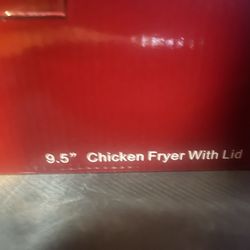 9.5” Chicken Fryer With Lid